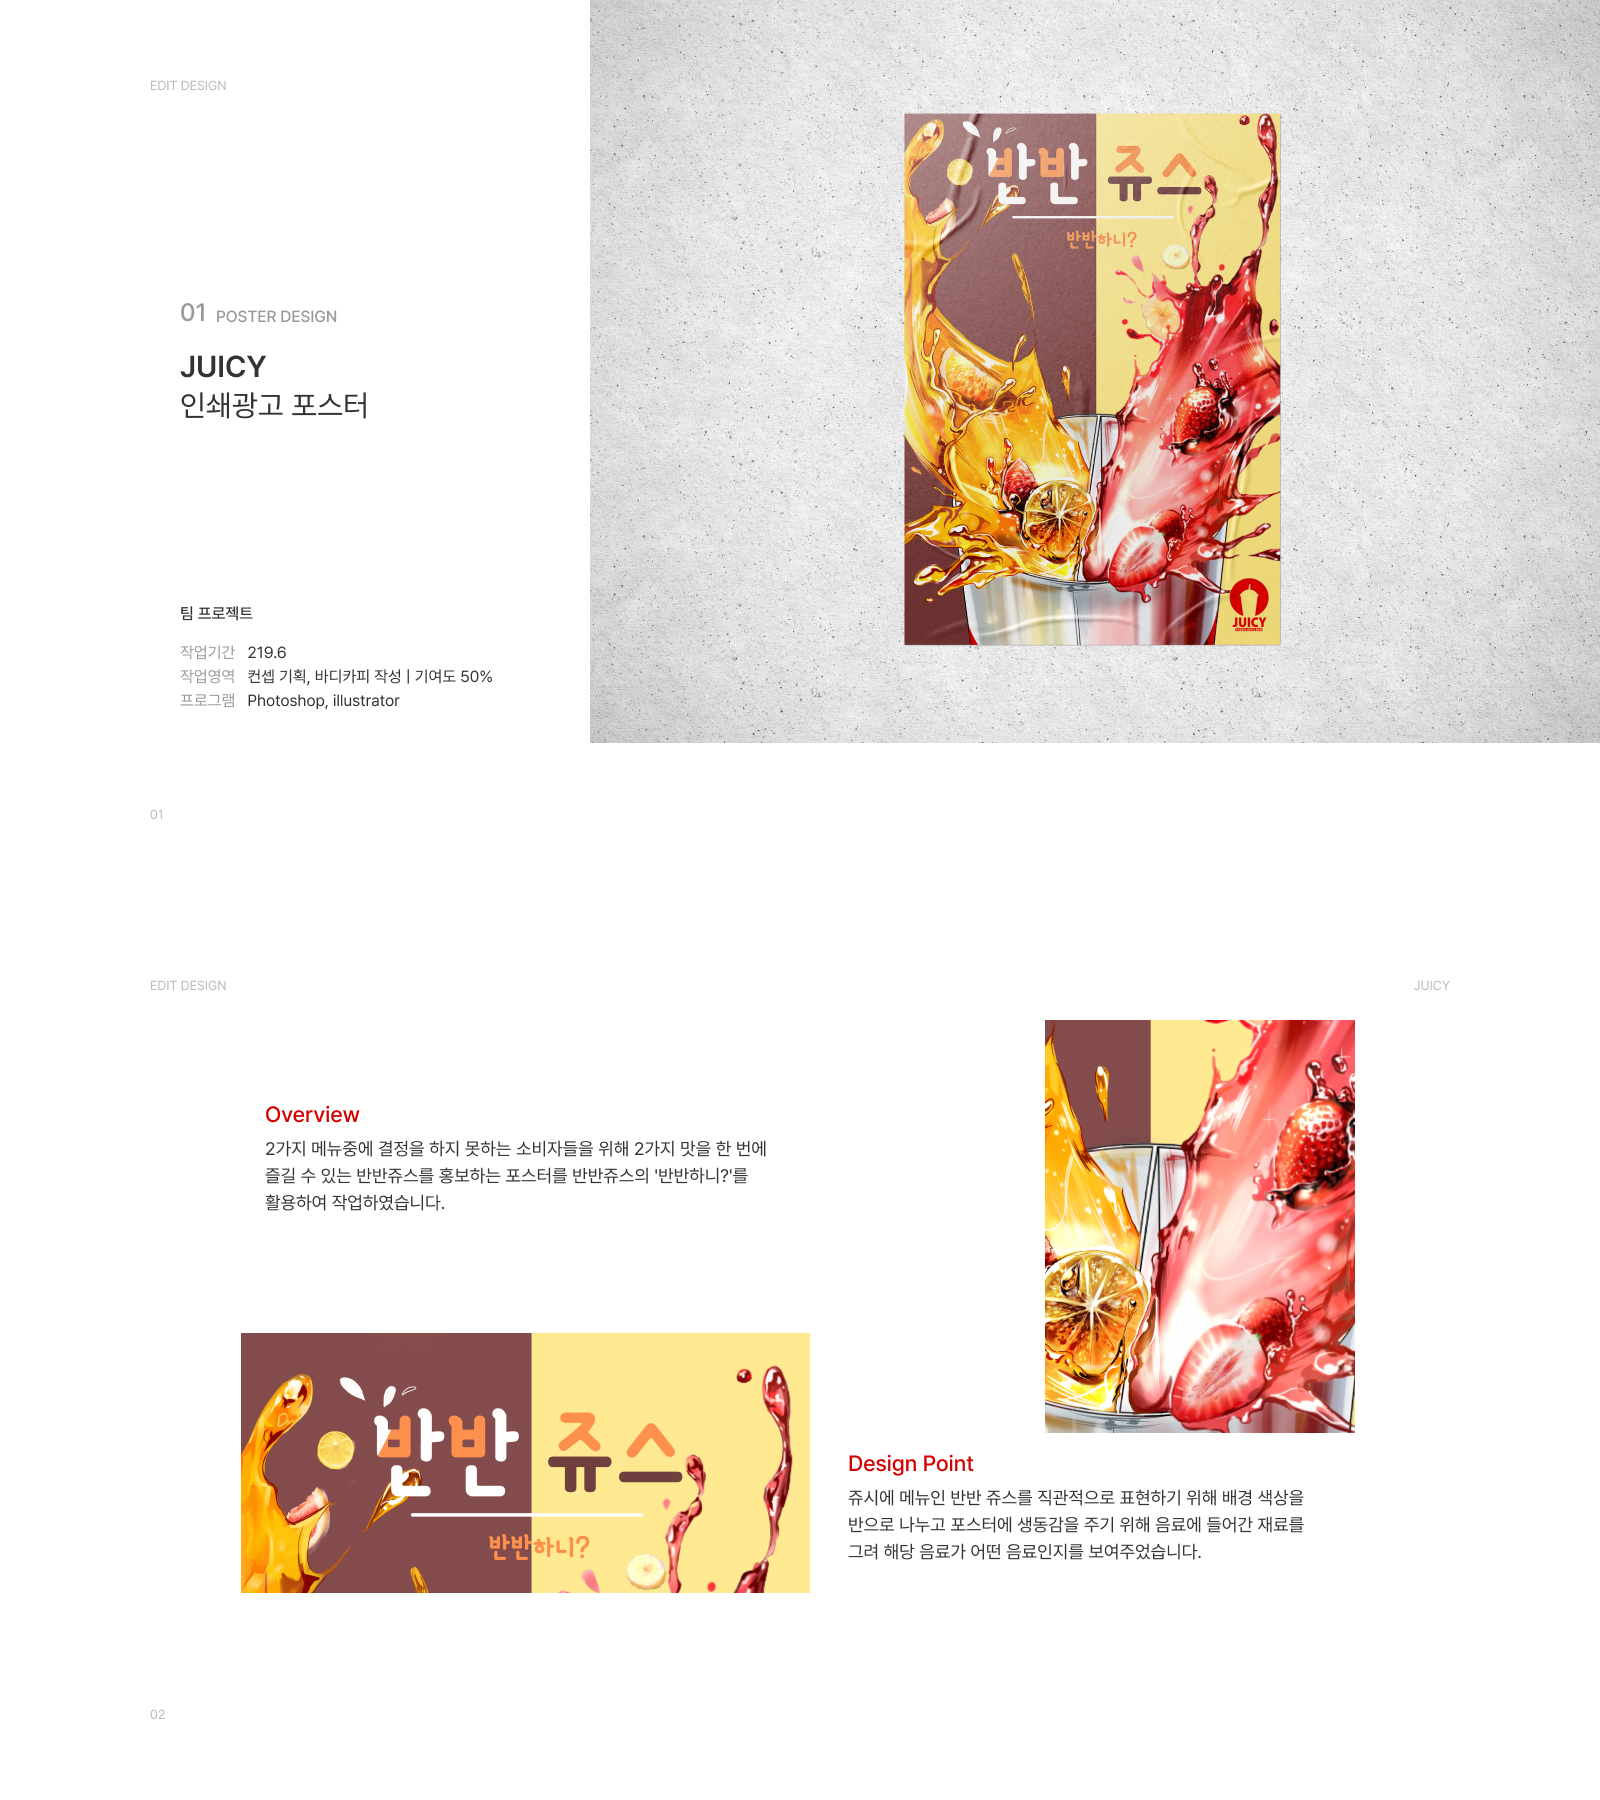 EDIT DESIGN
반반 쥬스
반반하니?
JUICY
01 POSTER DESIGN
JUICY
인쇄광고 포스터
팀 프로젝트
작업기간 219.6
작업영역 컨셉 기획, 바디카피 작성 | 기여도 50%
프로그램 Photoshop, illustrator
01
EDIT DESIGN
JUICY
Overview
2가지 메뉴중에 결정을 하지 못하는 소비자들을 위해 2가지 맛을 한 번에
즐길 수 있는 반반쥬스를 홍보하는 포스터를 반반쥬스의 '반반하니?'를
활용하여 작업하였습니다.
반반 쥬스
반반하니?
Design Point
쥬시에 메뉴인 반반 쥬스를 직관적으로 표현하기 위해 배경 색상을
반으로 나누고 포스터에 생동감을 주기 위해 음료에 들어간 재료를
그려 해당 음료가 어떤 음료인지를 보여주었습니다.
02